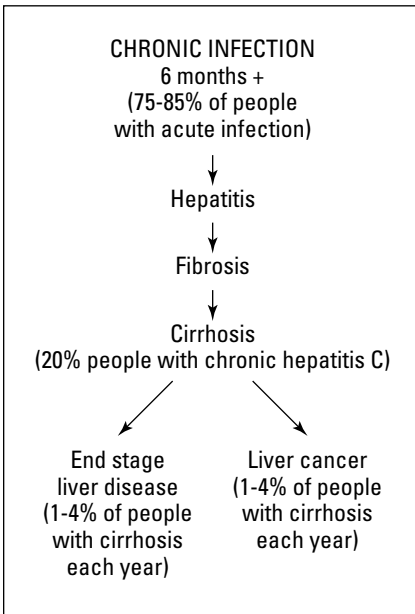 CHRONIC INFECTION
6 months +
(75-85% of people
with acute infection)
Hepatitis
Fibrosis
Cirrhosis
(20% people with chronic hepatitis C)
End stage
liver disease
(1-4% of people
with cirrhosis
each year)
Liver cancer
(1-4% of people
with cirrhosis
each year)